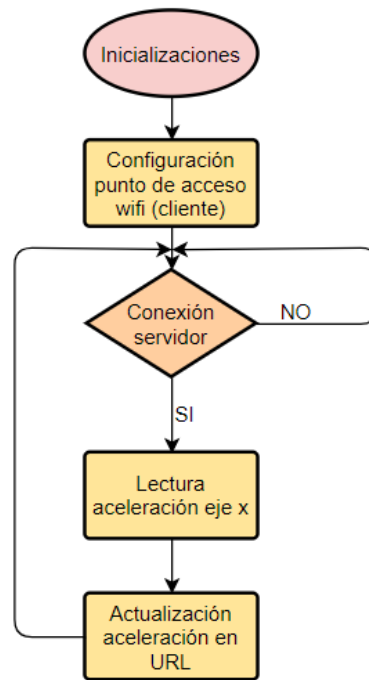 Inicializaciones
Configuración
punto de acceso
wifi (cliente)
Conexión
servidor
NO
SI
Lectura
aceleración eje x
Actualización
aceleración en
URL